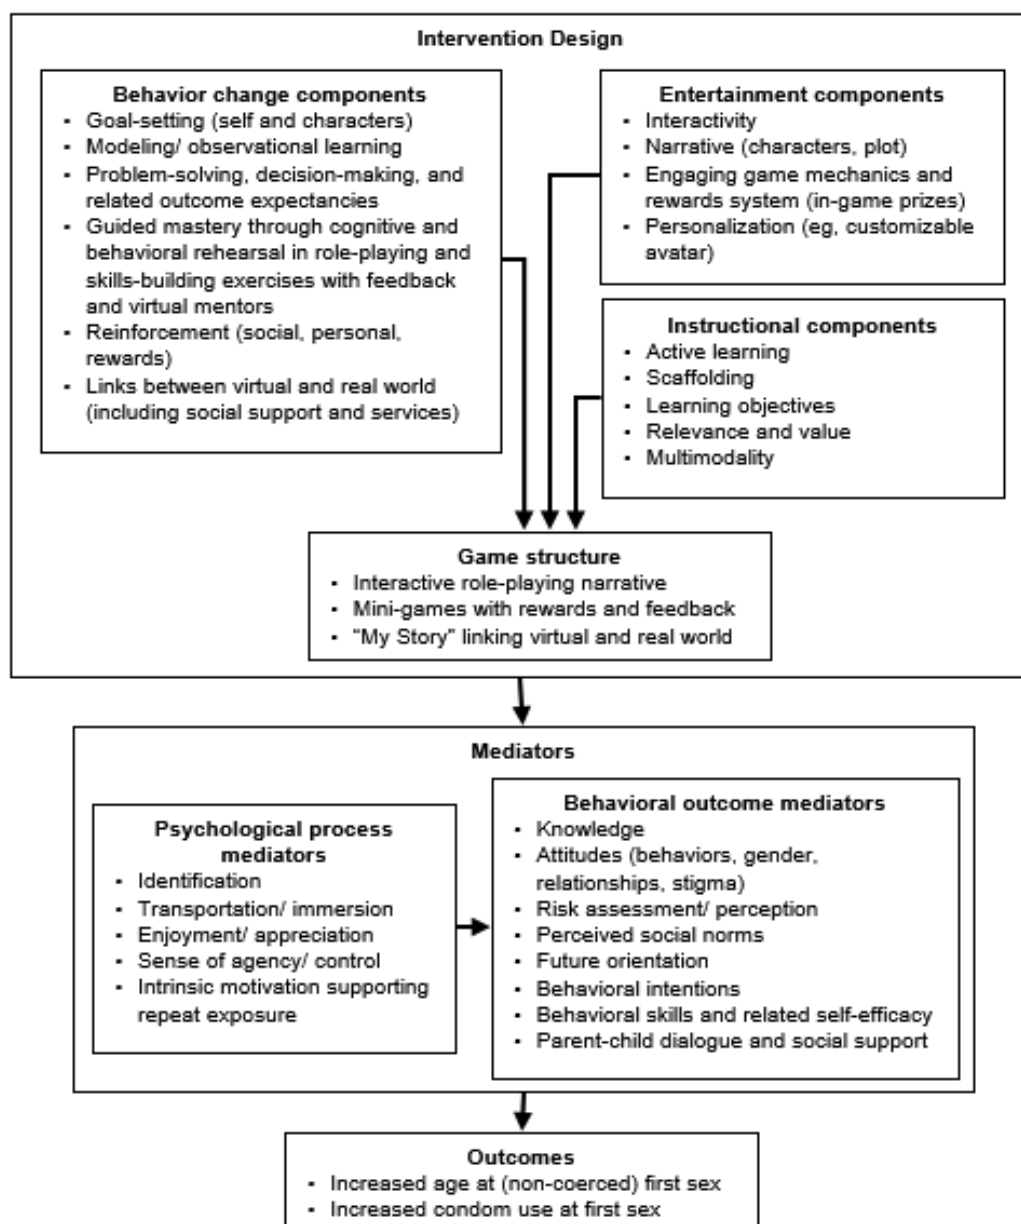 Intervention Design
Behavior change components
▪ Goal-setting (self and characters)
▪ Modeling/ observational learning
▪ Problem-solving, decision-making, and
related outcome expectancies
▪ Guided mastery through cognitive and
behavioral rehearsal in role-playing and
skills-building exercises with feedback
and virtual mentors
▪ Reinforcement (social, personal,
rewards)
▪ Links between virtual and real world
(including social support and services)
Entertainment components
▪ Interactivity
▪ Narrative (characters, plot)
▪ Engaging game mechanics and
rewards system (in-game prizes)
▪ Personalization (eg, customizable
avatar)
Instructional components
▪ Active learning
▪ Scaffolding
▪ Learning objectives
▪ Relevance and value
▪ Multimodality
Game structure
▪ Interactive role-playing narrative
▪ Mini-games with rewards and feedback
▪ “My Story” linking virtual and real world
Mediators
Psychological process
mediators
▪ Identification
▪ Transportation/ immersion
▪ Enjoyment/ appreciation
▪ Sense of agency/ control
▪ Intrinsic motivation supporting
repeat exposure
Behavioral outcome mediators
▪ Knowledge
▪ Attitudes (behaviors, gender,
relationships, stigma)
▪ Risk assessment/ perception
▪ Perceived social norms
▪ Future orientation
▪ Behavioral intentions
▪ Behavioral skills and related self-efficacy
▪ Parent-child dialogue and social support
Outcomes
▪ Increased age at (non-coerced) first sex
▪ Increased condom use at first sex